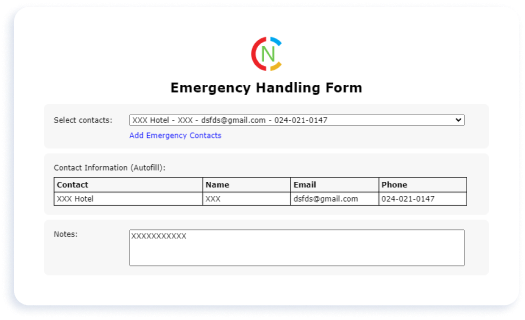 N
Emergency Handling Form
Select contacts: XXX Hotel - XXX - dsfds@gmail.com - 024-021-0147
Add Emergency Contacts
Contact Information (Autofill):
Contact Name Email Phone
XXX Hotel XXX dsfds@gmail.com 024-021-0147
Notes: XXXXXXXXXXX